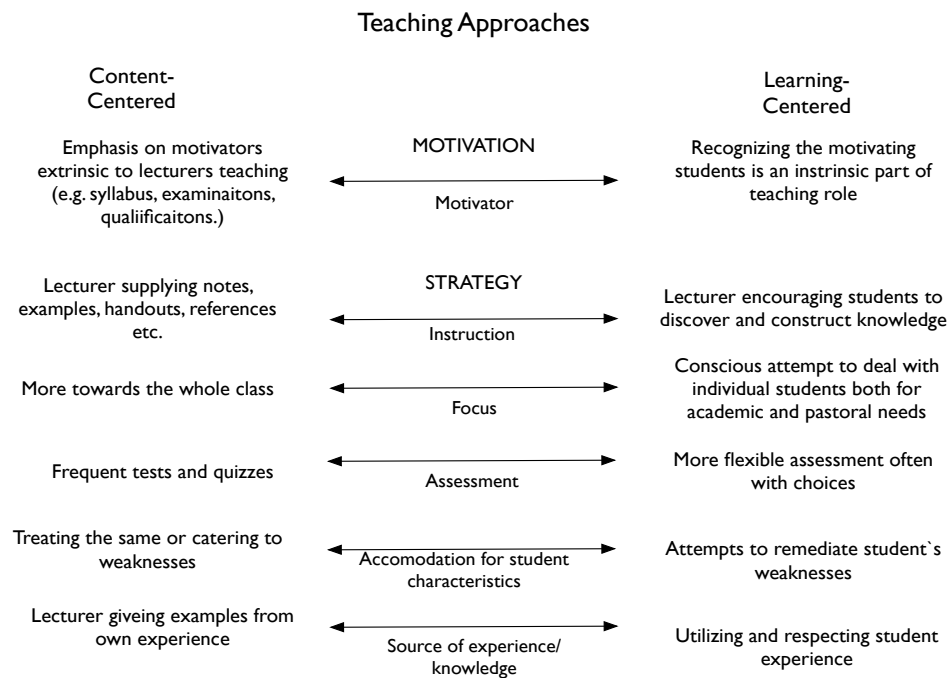 Teaching Approaches
Content-
Centered
Learning-
Centered
Emphasis on motivators
extrinsic to lecturers teaching
(e.g. syllabus, examinaitons,
qualiificaitons.)
MOTIVATION
Motivator
Recognizing the motivating
students is an instrinsic part of
teaching role
Lecturer supplying notes,
examples, handouts, references
etc.
STRATEGY
Instruction
Lecturer encouraging students to
discover and construct knowledge
More towards the whole class
Focus
Conscious attempt to deal with
individual students both for
academic and pastoral needs
Frequent tests and quizzes
Assessment
More flexible assessment often
with choices
Treating the same or catering to
weaknesses
Accomodation for student
characteristics
Attempts to remediate student`s
weaknesses
Lecturer giveing examples from
own experience
Source of experience/
knowledge
Utilizing and respecting student
experience